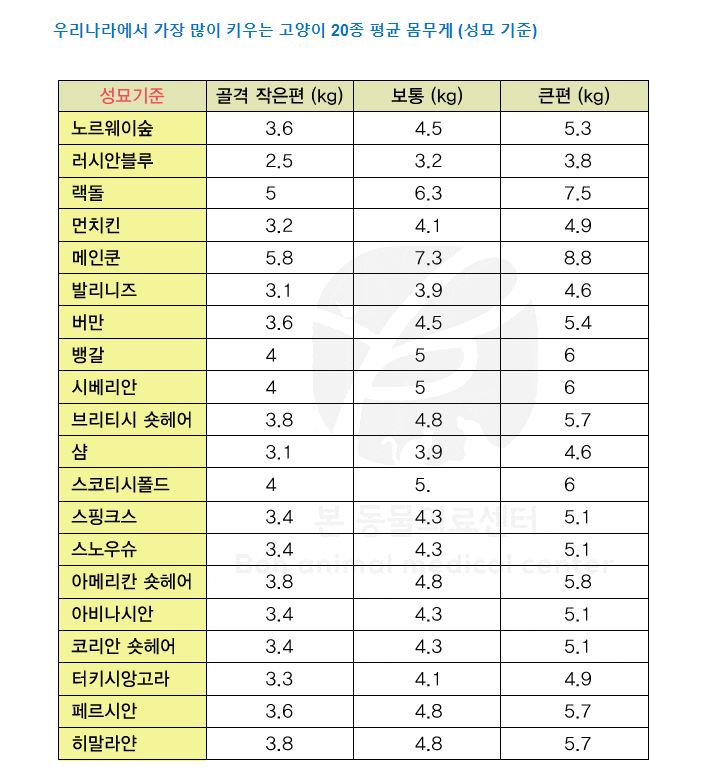 우리나라에서 가장 많이 키우는 고양이 20종 평균 몸무게 (성묘 기준)
성묘기준 골격 작은편 (kg) 보통 (kg) 큰편 (kg)
노르웨이숲 3.6 4.5 5.3
러시안블루 2.5 3.2 3.8
랙돌 5 6.3 7.5
먼치킨 3.2 4.1 4.9
메인쿤 5.8 7.3 8.8
발리니즈 3.1 3.9 4.6
버만 3.6 4.5 5.4
뱅갈 4 5 6
시베리안 4 5 6
브리티시 숏헤어 3.8 4.8 5.7
샴 3.1 3.9 4.6
스코티시폴드 4 5. 6
스핑크스 3.4 4.3 5.1
스노우슈 3.4 4.3 5.1
아메리칸 숏헤어 3.8 4.8 5.8
아비나시안 3.4 4.3 5.1
코리안 숏헤어 3.4 4.3 5.1
터키시앙고라 3.3 4.1 4.9
페르시안 3.6 4.8 5.7
히말라얀 3.8 4.8 5.7
본 동물의료센터
Bon animal medical center